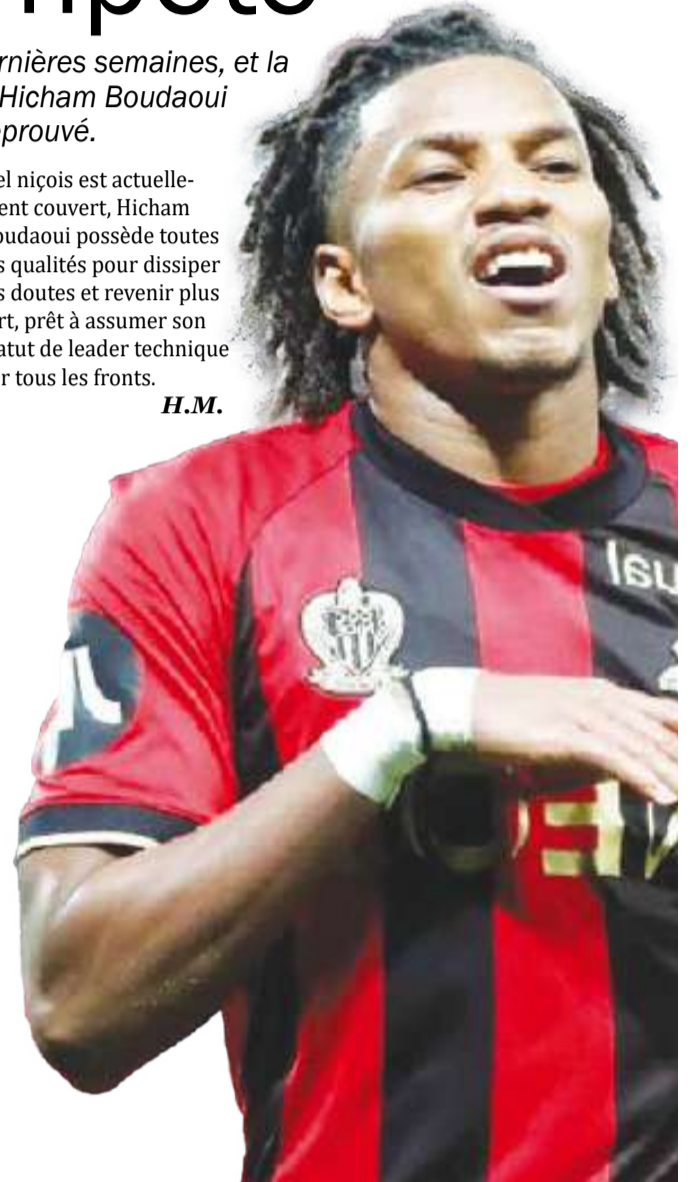 rnières semaines, et la
Hicham Boudaoui
prouvé.
el niçois est actuelle-
ent couvert, Hicham
oudaoui possède toutes
s qualités pour dissiper
s doutes et revenir plus
rt, prêt à assumer son
atut de leader technique
r tous les fronts.
H.M.